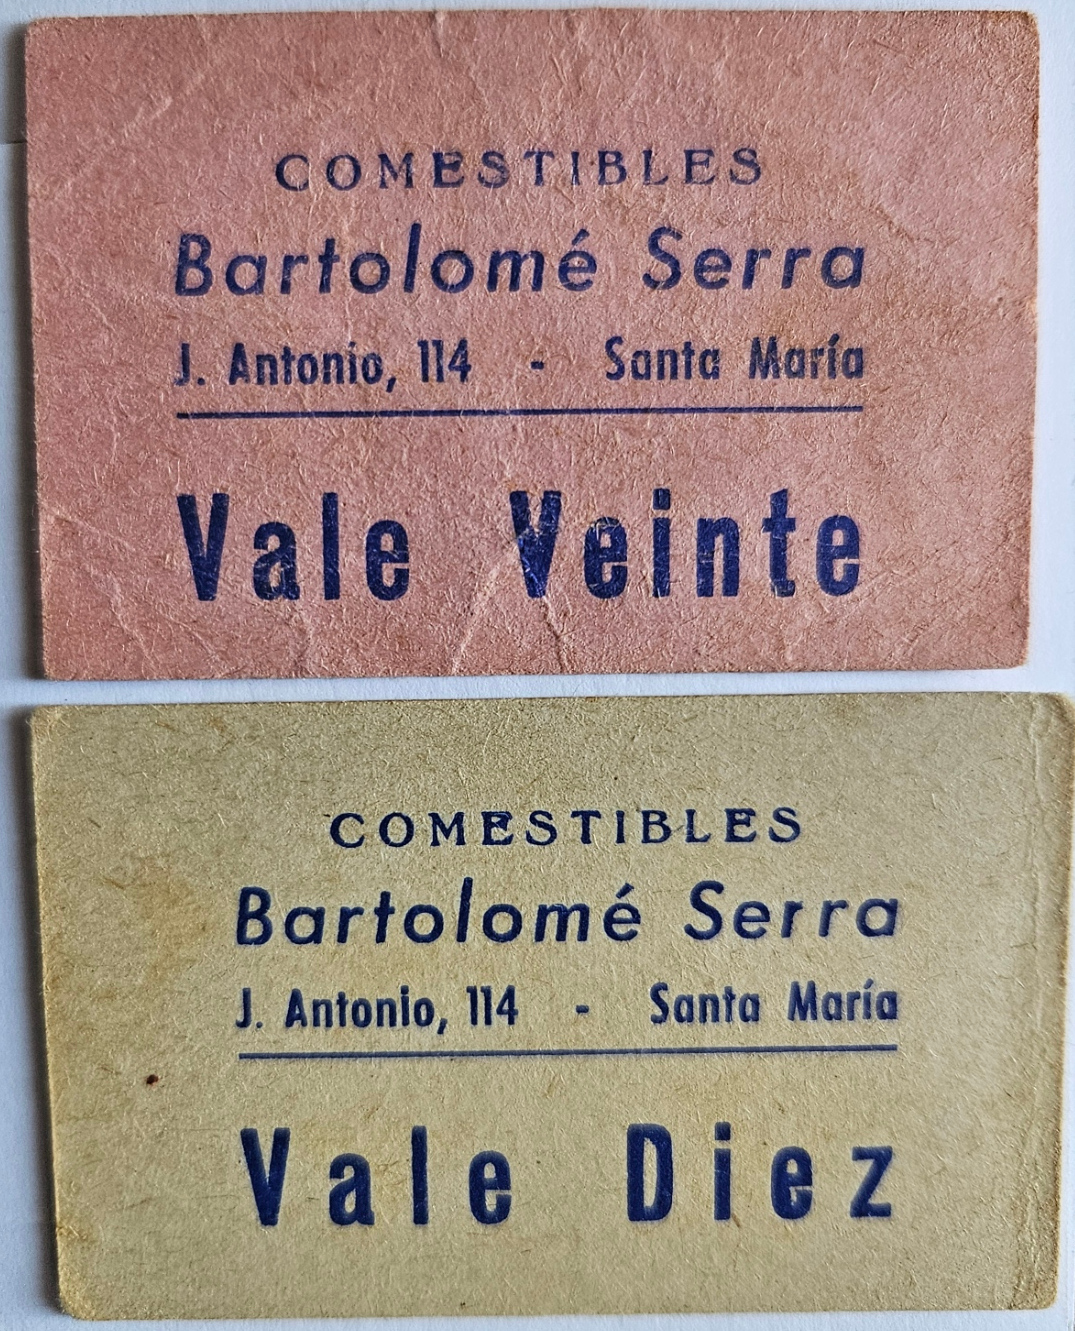 COMESTIBLES
Bartolomé Serra
J. Antonio, 114 - Santa María
Vale Veinte
COMESTIBLES
Bartolomé Serra
J. Antonio, 114 - Santa María
Vale Diez